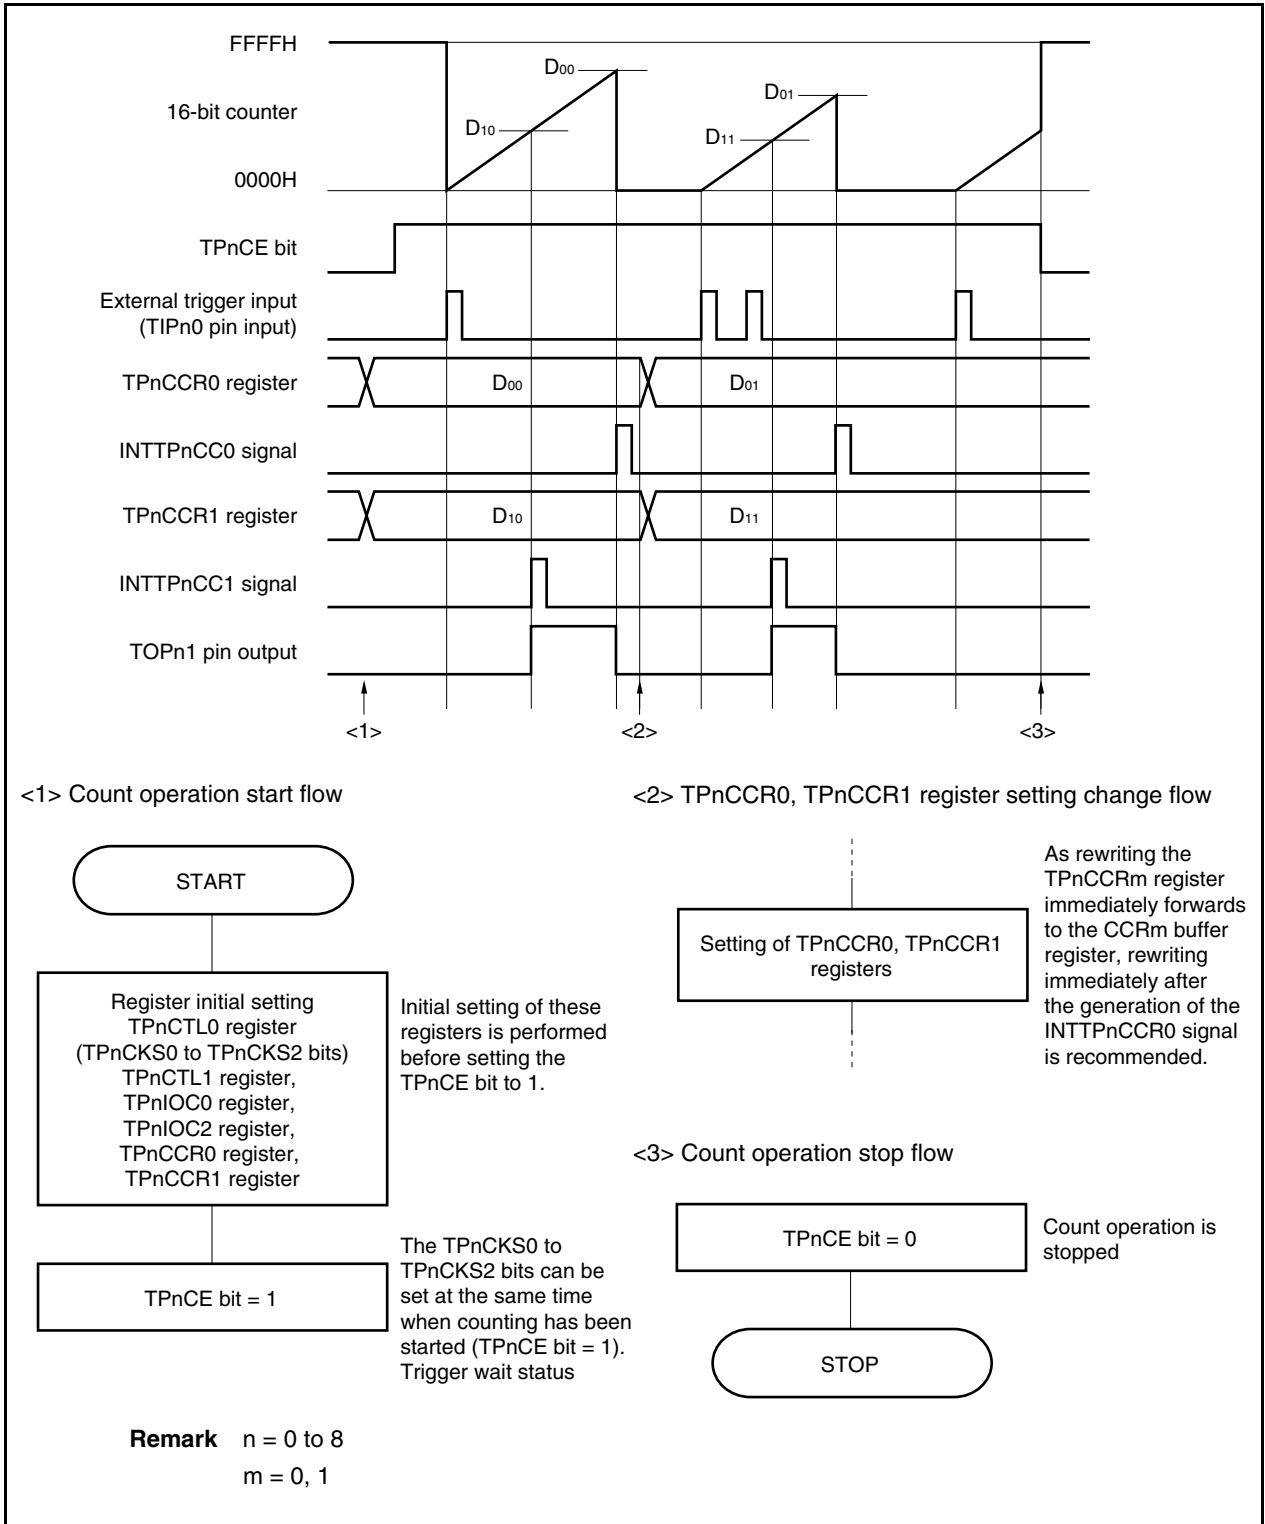 FFFFH
D00
D01
16-bit counter
D10
D11
0000H
TPnCE bit
External trigger input
(TIPn0 pin input)
TPnCCR0 register
D00
D01
INTTPnCC0 signal
TPnCCR1 register
D10
D11
INTTPnCC1 signal
TOPn1 pin output
<1>
<2>
<3>
<1> Count operation start flow
START
Register initial setting
TPnCTL0 register
(TPnCKS0 to TPnCKS2 bits)
TPnCTL1 register,
TPnIOC0 register,
TPnIOC2 register,
TPnCCR0 register,
TPnCCR1 register
Initial setting of these
registers is performed
before setting the
TPnCE bit to 1.
TPnCE bit = 1
The TPnCKS0 to
TPnCKS2 bits can be
set at the same time
when counting has been
started (TPnCE bit = 1).
Trigger wait status
<2> TPnCCR0, TPnCCR1 register setting change flow
Setting of TPnCCR0, TPnCCR1
registers
As rewriting the
TPnCCRm register
immediately forwards
to the CCRm buffer
register, rewriting
immediately after
the generation of the
INTTPnCCR0 signal
is recommended.
<3> Count operation stop flow
TPnCE bit = 0
Count operation is
stopped
STOP
Remark n = 0 to 8
m = 0, 1